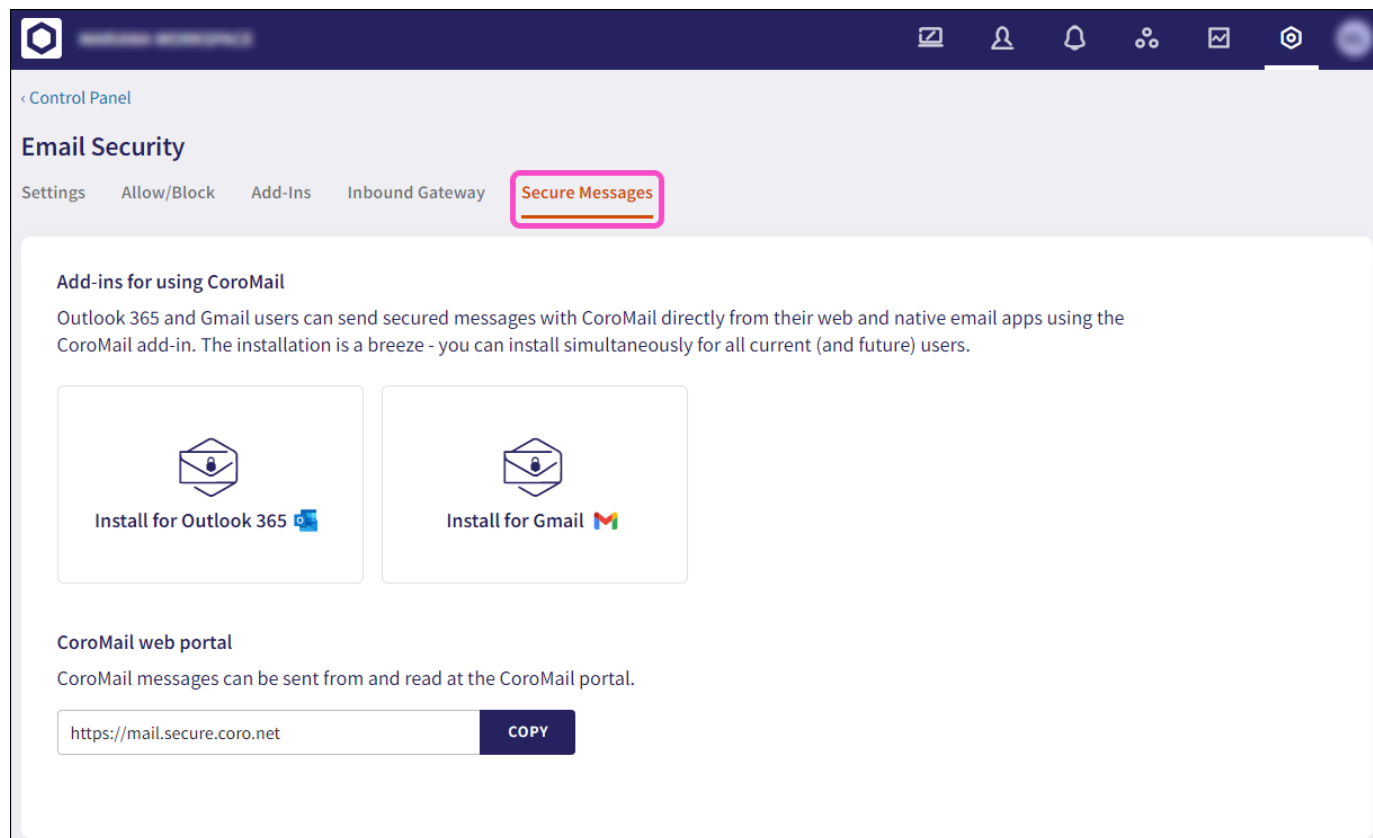 ‹ Control Panel
Email Security
Settings Allow/Block Add-Ins Inbound Gateway Secure Messages
Add-ins for using CoroMail
Outlook 365 and Gmail users can send secured messages with CoroMail directly from their web and native email apps using the
CoroMail add-in. The installation is a breeze - you can install simultaneously for all current (and future) users.
Install for Outlook 365 Install for Gmail
CoroMail web portal
CoroMail messages can be sent from and read at the CoroMail portal.
https://mail.secure.coro.net COPY